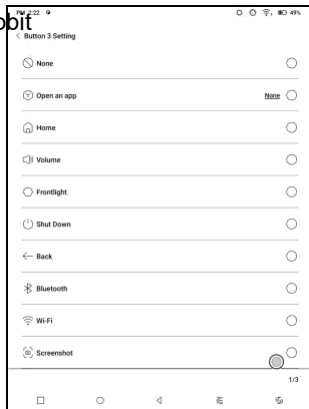 PM 2:22 49%
obit
Button 3 Setting
None
Open an app None
Home
Volume
Frontlight
Shut Down
Back
Bluetooth
Wi-Fi
Screenshot
1/3